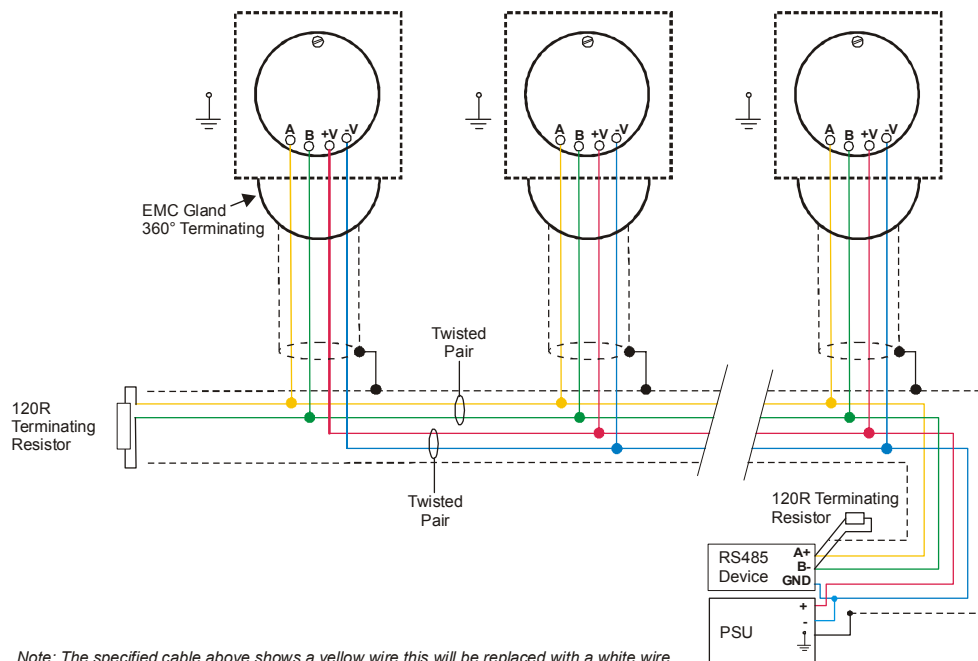 A B +V -V
A B +V -V
A B +V -V
EMC Gland
360° Terminating
Twisted
Pair
120R
Terminating
Resistor
Twisted
Pair
120R Terminating
Resistor
RS485
Device
A+
B-
GND
PSU
+
-
Note: The specified cable above shows a yellow wire this will be replaced with a white wire